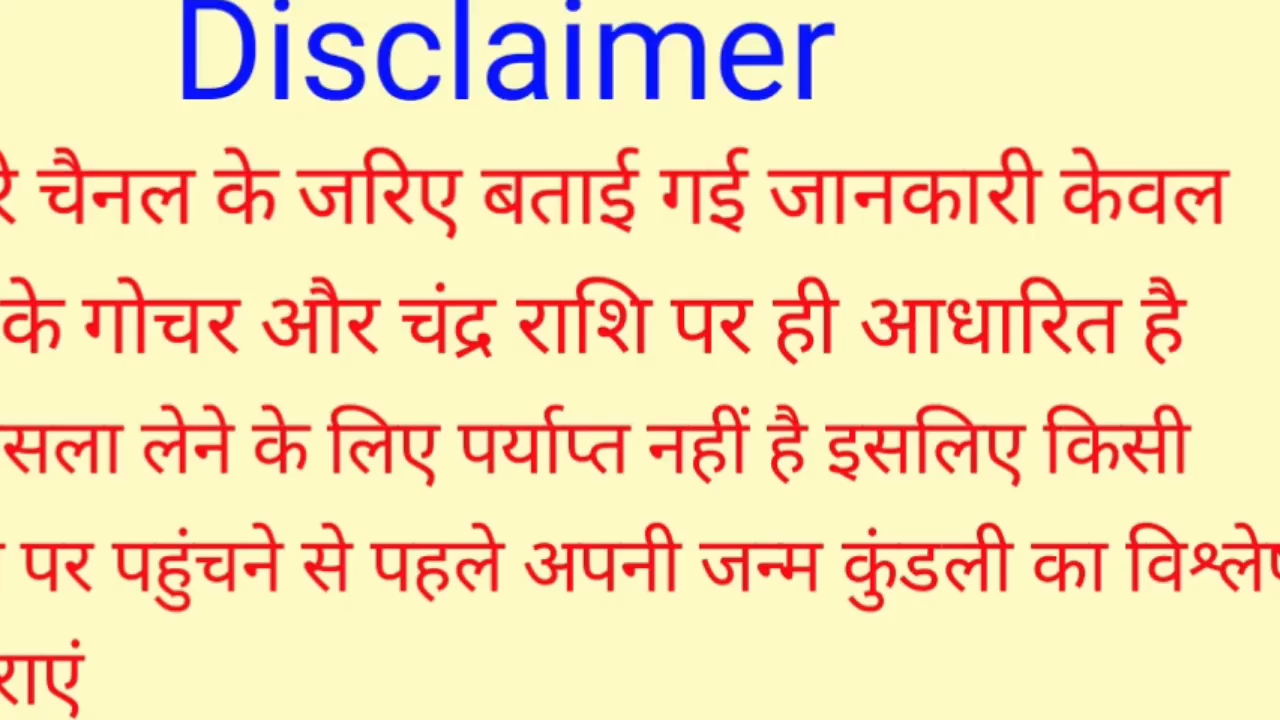 Disclaimer
चैनल के जरिए बताई गई जानकारी केवल
के गोचर और चंद्र राशि पर ही आधारित है
लेने के लिए पर्याप्त नहीं है इसलिए किसी
पर पहुंचने से पहले अपनी जन्म कुंडली का